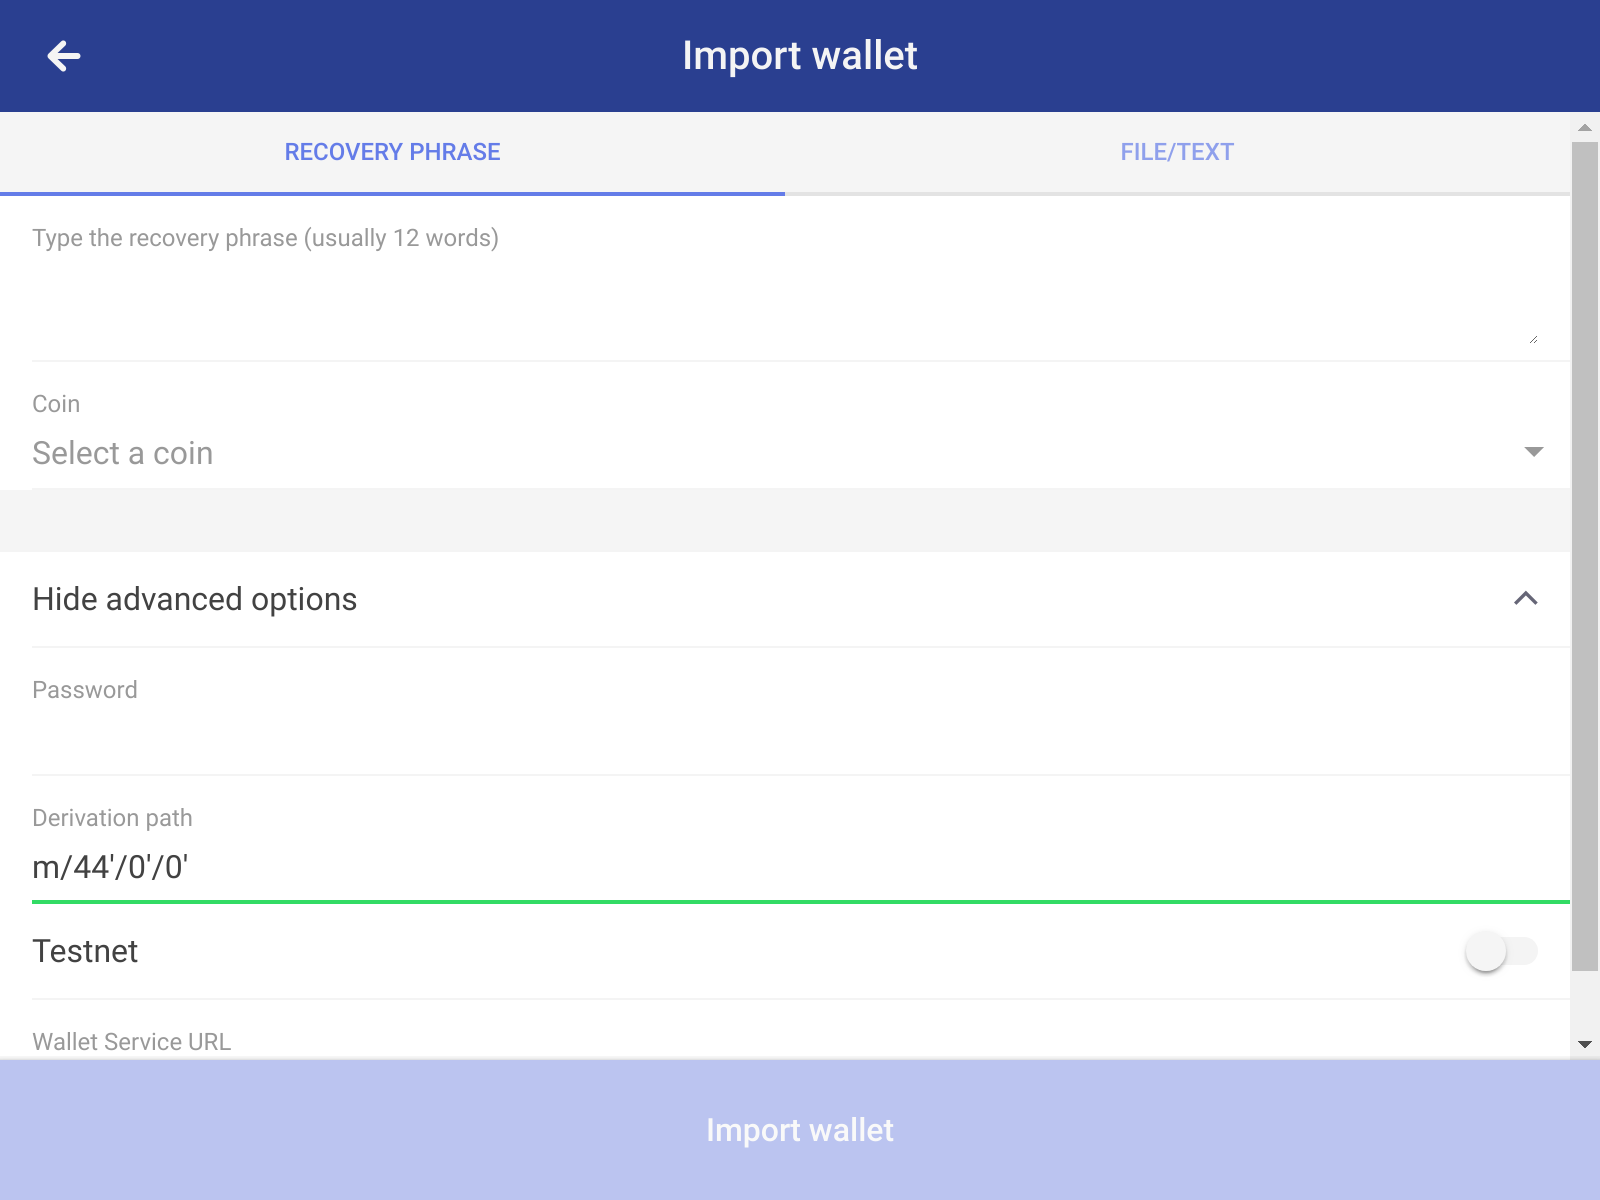 Import wallet
RECOVERY PHRASE
FILE/TEXT
Type the recovery phrase (usually 12 words)
Coin
Select a coin
Hide advanced options
Password
Derivation path
m/44'/0'/0'
Testnet
Wallet Service URL
Import wallet